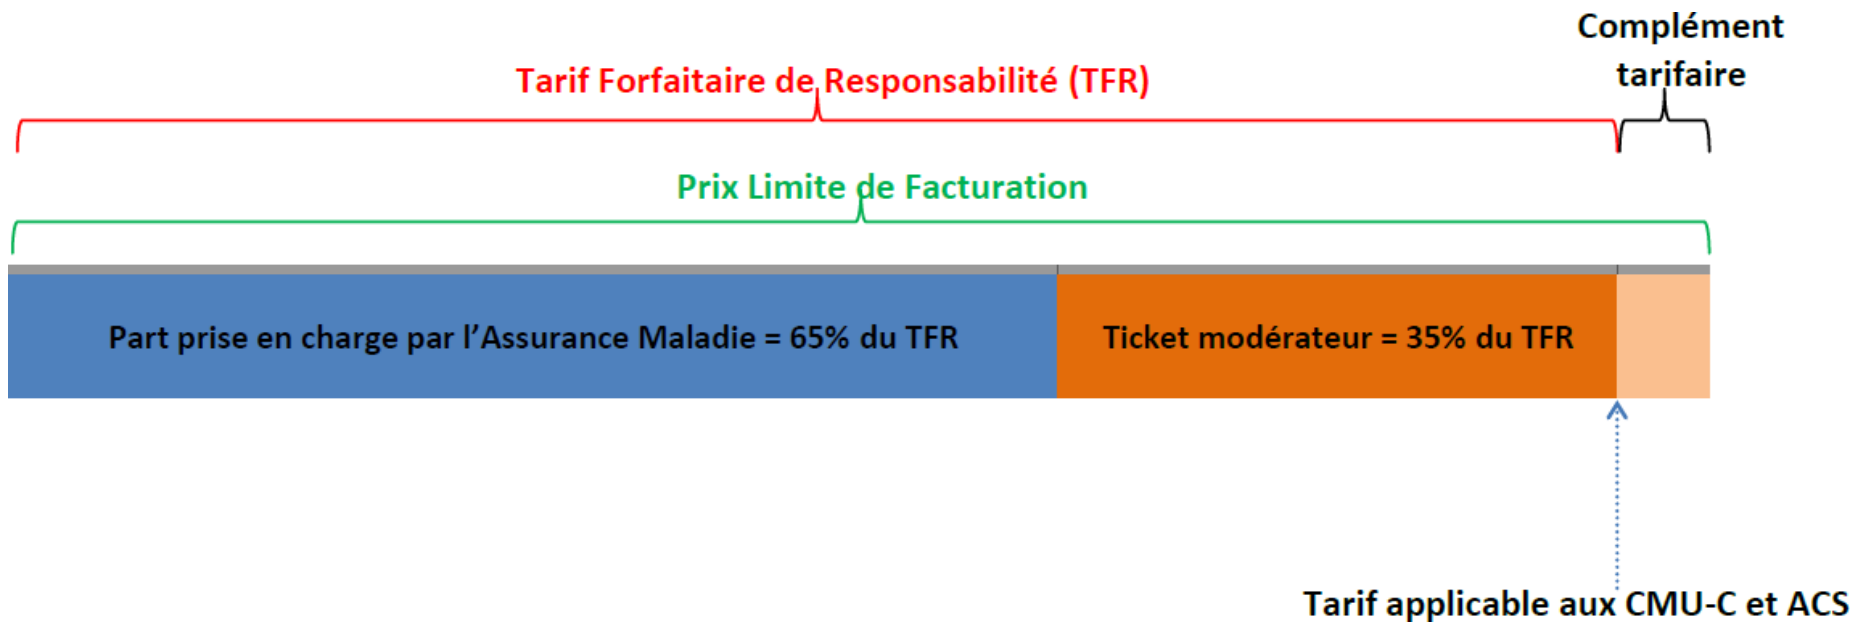 Complément
tarifaire
Tarif Forfaitaire de Responsabilité (TFR)
Prix Limite de Facturation
Part prise en charge par l’Assurance Maladie = 65% du TFR
Ticket modérateur = 35% du TFR
Tarif applicable aux CMU-C et ACS